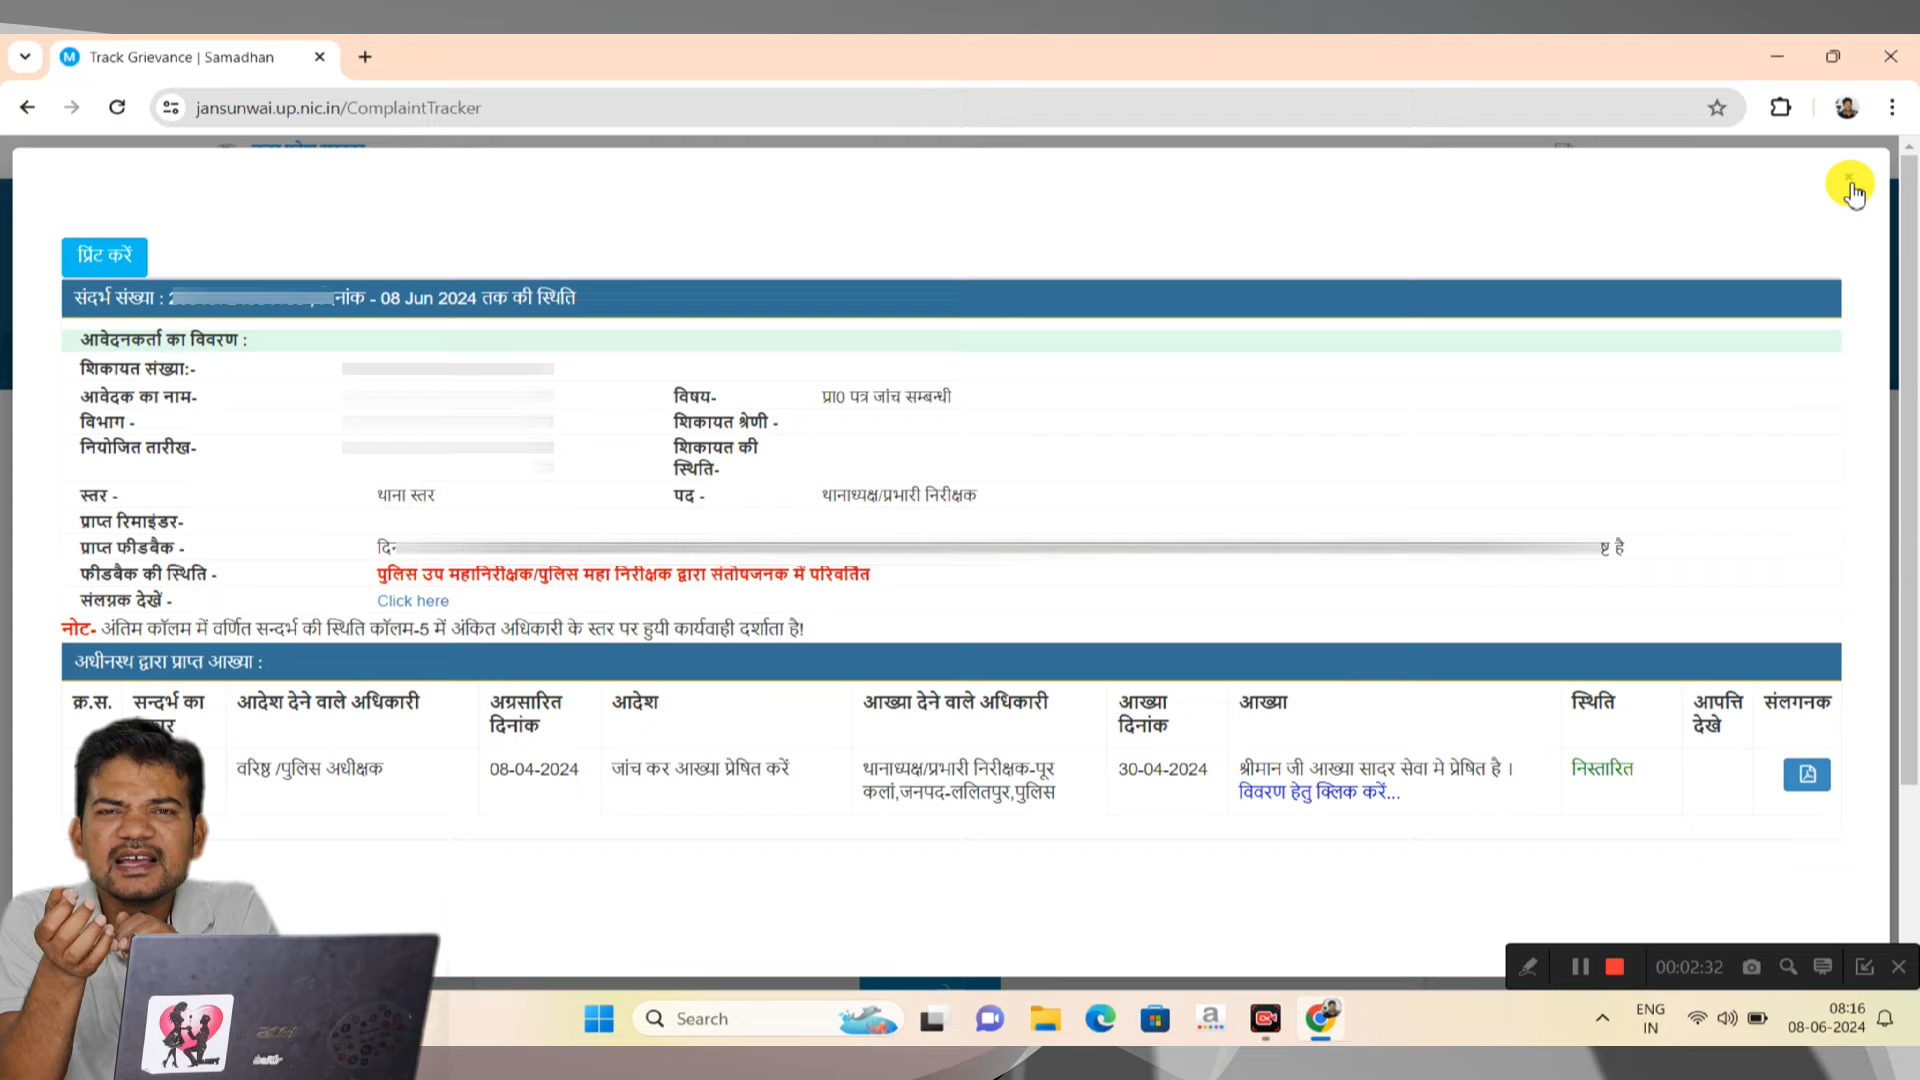 Track Grievance | Samadhan
jansunwai.up.nic.in/ComplaintTracker
प्रिंट करें
संदर्भ संख्या : नांक - 08 Jun 2024 तक की स्थिति
आवेदनकर्ता का विवरण :
शिकायत संख्या:-
आवेदक का नाम-
विषय- प्रा0 पत्र जांच सम्बन्धी
विभाग -
शिकायत श्रेणी -
नियोजित तारीख-
शिकायत की
स्थिति-
स्तर - थाना स्तर पद - थानाध्यक्ष/प्रभारी निरीक्षक
प्राप्त रिमाइंडर-
प्राप्त फीडबैक - है
फीडबैक की स्थिति - पुलिस उप महानिरीक्षक/पुलिस महा निरीक्षक द्वारा संतोषजनक में परिवर्तित
संलग्नक देखें - Click here
नोट- अंतिम कॉलम में वर्णित सन्दर्भ की स्थिति कॉलम-5 में अंकित अधिकारी के स्तर पर हुयी कार्यवाही दर्शाता है!
अधीनस्थ द्वारा प्राप्त आख्या :
क्र.स. सन्दर्भ का आदेश देने वाले अधिकारी अग्रसारित आदेश आख्या देने वाले अधिकारी आख्या आख्या स्थिति आपत्ति संलगनक
दिनांक दिनांक देखे
वरिष्ठ /पुलिस अधीक्षक 08-04-2024 जांच कर आख्या प्रेषित करें थानाध्यक्ष/प्रभारी निरीक्षक-पूर 30-04-2024 श्रीमान जी आख्या सादर सेवा मे प्रेषित है । निस्तारित
कलां,जनपद-ललितपुर,पुलिस विवरण हेतु क्लिक करें...
00:02:32
Search
ENG
IN
08:16
08-06-2024